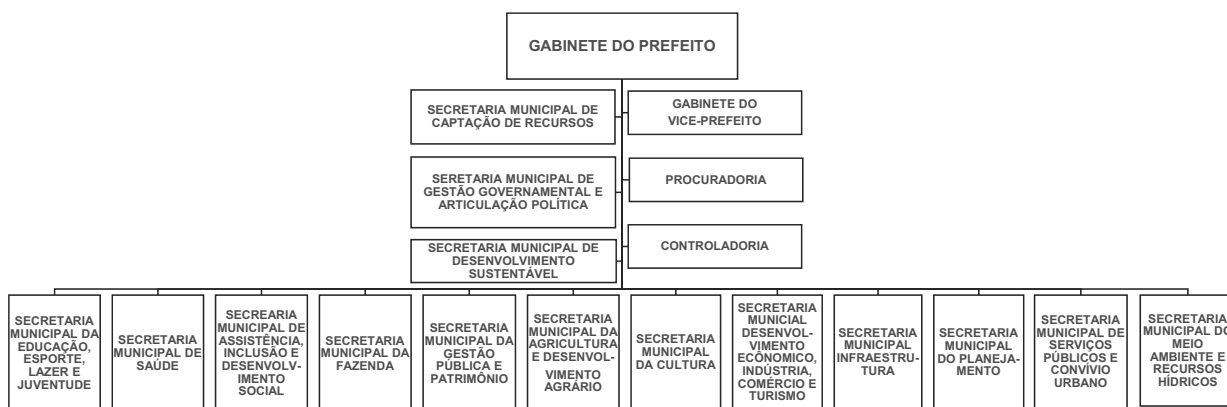 GABINETE DO PREFEITO
SECRETARIA MUNICIPAL DE
CAPTAÇÃO DE RECURSOS
GABINETE DO
VICE-PREFEITO
SERETARIA MUNICIPAL DE
GESTÃO GOVERNAMENTAL E
ARTICULAÇÃO POLÍTICA
PROCURADORIA
SECRETARIA MUNICIPAL DE
DESENVOLVIMENTO
SUSTENTÁVEL
CONTROLADORIA
SECRETARIA
MUNICIPAL DA
EDUCAÇÃO,
ESPORTE,
LAZER E
JUVENTUDE
SECRETARIA
MUNICIPAL DE
SAÚDE
SECREARIA
MUNICIPAL DE
ASSISTÊNCIA,
INCLUSÃO E
DESENVOLV-
IMENTO
SOCIAL
SECRETARIA
MUNICIPAL DA
FAZENDA
SECRETARIA
MUNICIPAL DA
GESTÃO
PÚBLICA E
PATRIMÔNIO
SECRETARIA
MUNICIPAL DA
AGRICULTURA
E DESENVOL-
VIMENTO
AGRÁRIO
SECRETARIA
MUNICIPAL
DA CULTURA
SECRETARIA
MUNICIAL
DESENVOL-
VIMENTO
ECÔNOMICO,
INDÚSTRIA,
COMÉRCIO E
TURISMO
SECRETARIA
MUNICIPAL
INFRAESTRU-
TURA
SECRETARIA
MUNICIPAL
DO PLANEJA-
MENTO
SECRETARIA
MUNICIPAL DE
SERVIÇOS
PÚBLICOS E
CONVÍVIO
URBANO
SECRETARIA
MUNICIPAL DO
MEIO
AMBIENTE E
RECURSOS
HÍDRICOS